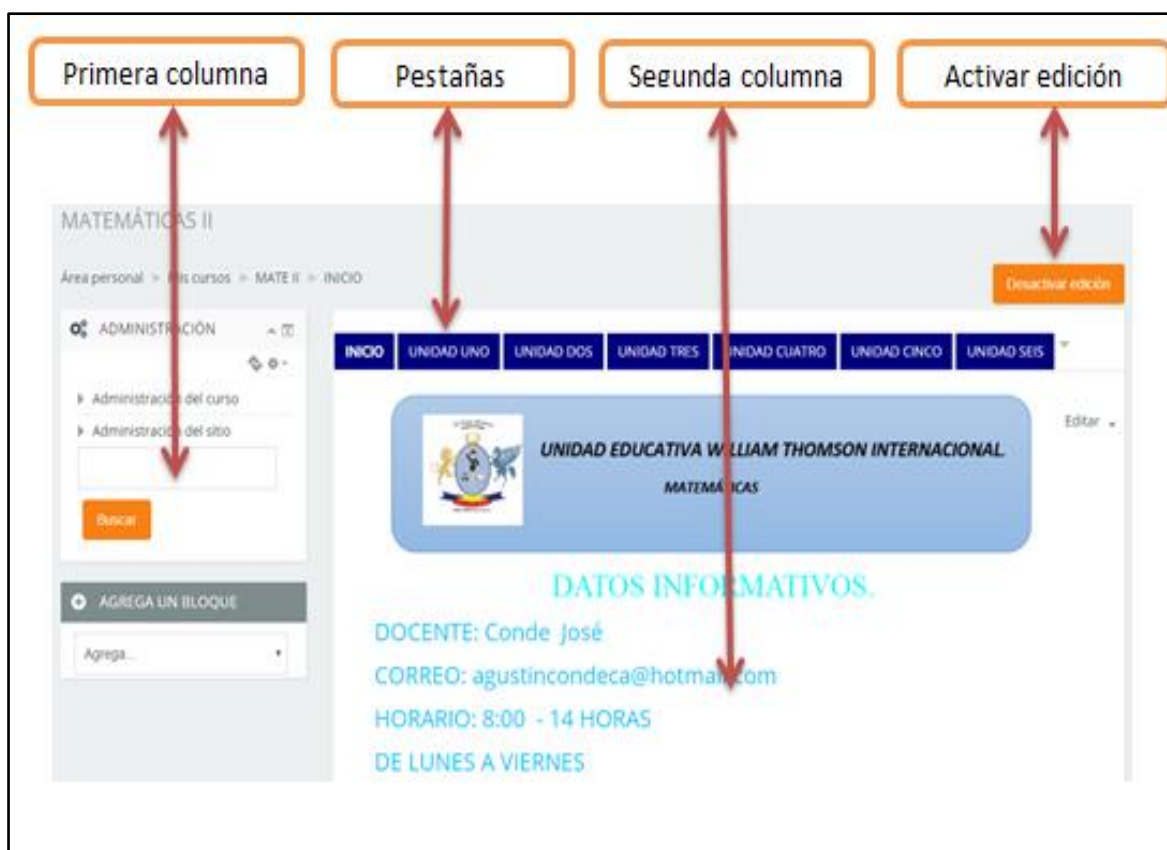 Primera columna
Pestañas
Segunda columna
Activar edición
MATEMÁTICAS II
Área personal » Mis cursos » MATE II » INICIO
Desactivar edición
ADMINISTRACIÓN
Administración del curso
Administración del sitio
Buscar
AGREGA UN BLOQUE
Agrega...
INICIO UNIDAD UNO UNIDAD DOS UNIDAD TRES UNIDAD CUATRO UNIDAD CINCO UNIDAD SEIS
Editar
UNIDAD EDUCATIVA WILLIAM THOMSON INTERNACIONAL.
MATEMÁTICAS
DATOS INFORMATIVOS.
DOCENTE: Conde José
CORREO: agustincondeca@hotmail.com
HORARIO: 8:00 - 14 HORAS
DE LUNES A VIERNES